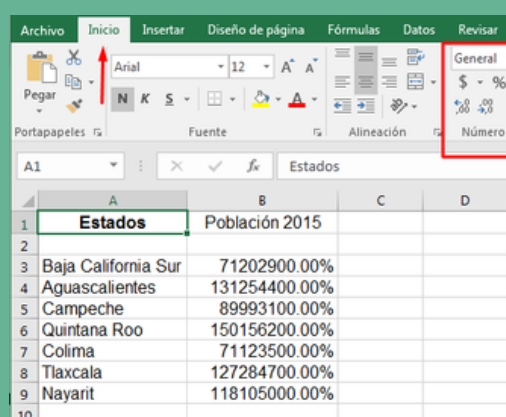 Archivo Inicio Insertar Diseño de página Fórmulas Datos Revisar
Pegar
Arial 12 A A
General
N K S A
$ %
Portapapeles Fuente Alineación Número
A1 fx Estados
A B C D
1 Estados Población 2015
2
3 Baja California Sur 71202900.00%
4 Aguascalientes 131254400.00%
5 Campeche 89993100.00%
6 Quintana Roo 150156200.00%
7 Colima 71123500.00%
8 Tlaxcala 127284700.00%
9 Nayarit 118105000.00%
10